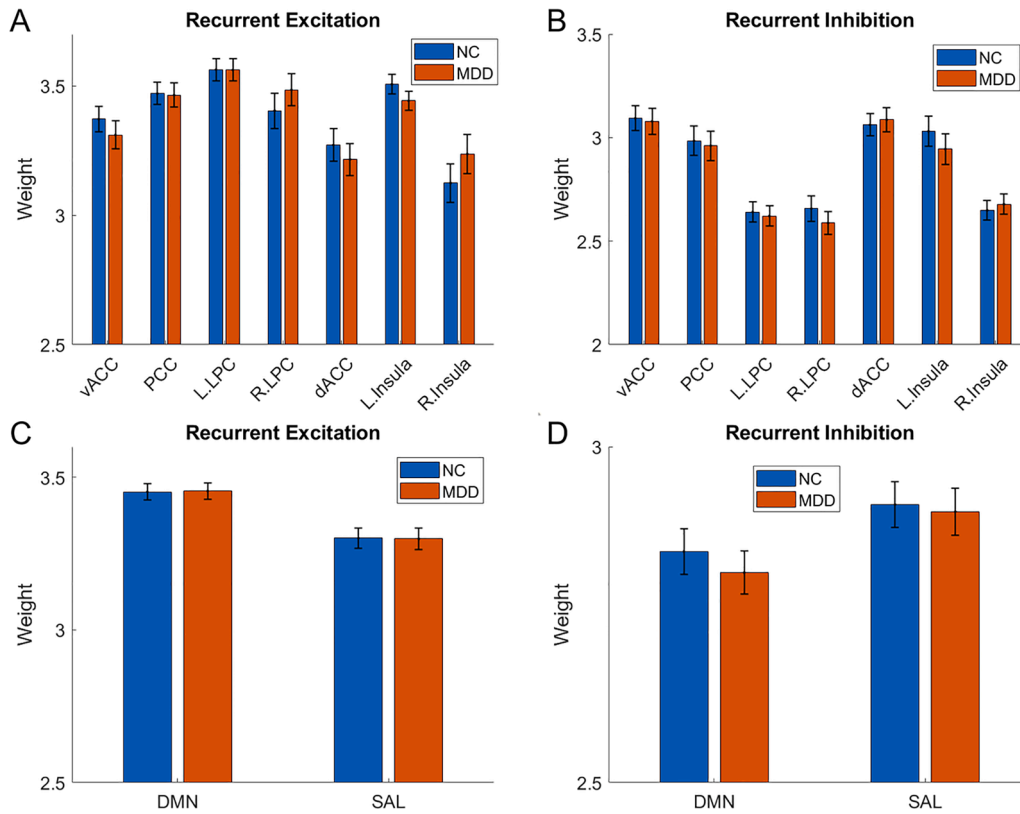 A
Recurrent Excitation
NC
MDD
3.5
3
2.5
Weight
vACC
PCC
L.LPC
R.LPC
dACC
L.Insula
R.Insula
B
Recurrent Inhibition
NC
MDD
3.5
3
2.5
2
Weight
vACC
PCC
L.LPC
R.LPC
dACC
L.Insula
R.Insula
C
Recurrent Excitation
NC
MDD
3.5
3
2.5
Weight
DMN
SAL
D
Recurrent Inhibition
NC
MDD
3
2.5
Weight
DMN
SAL